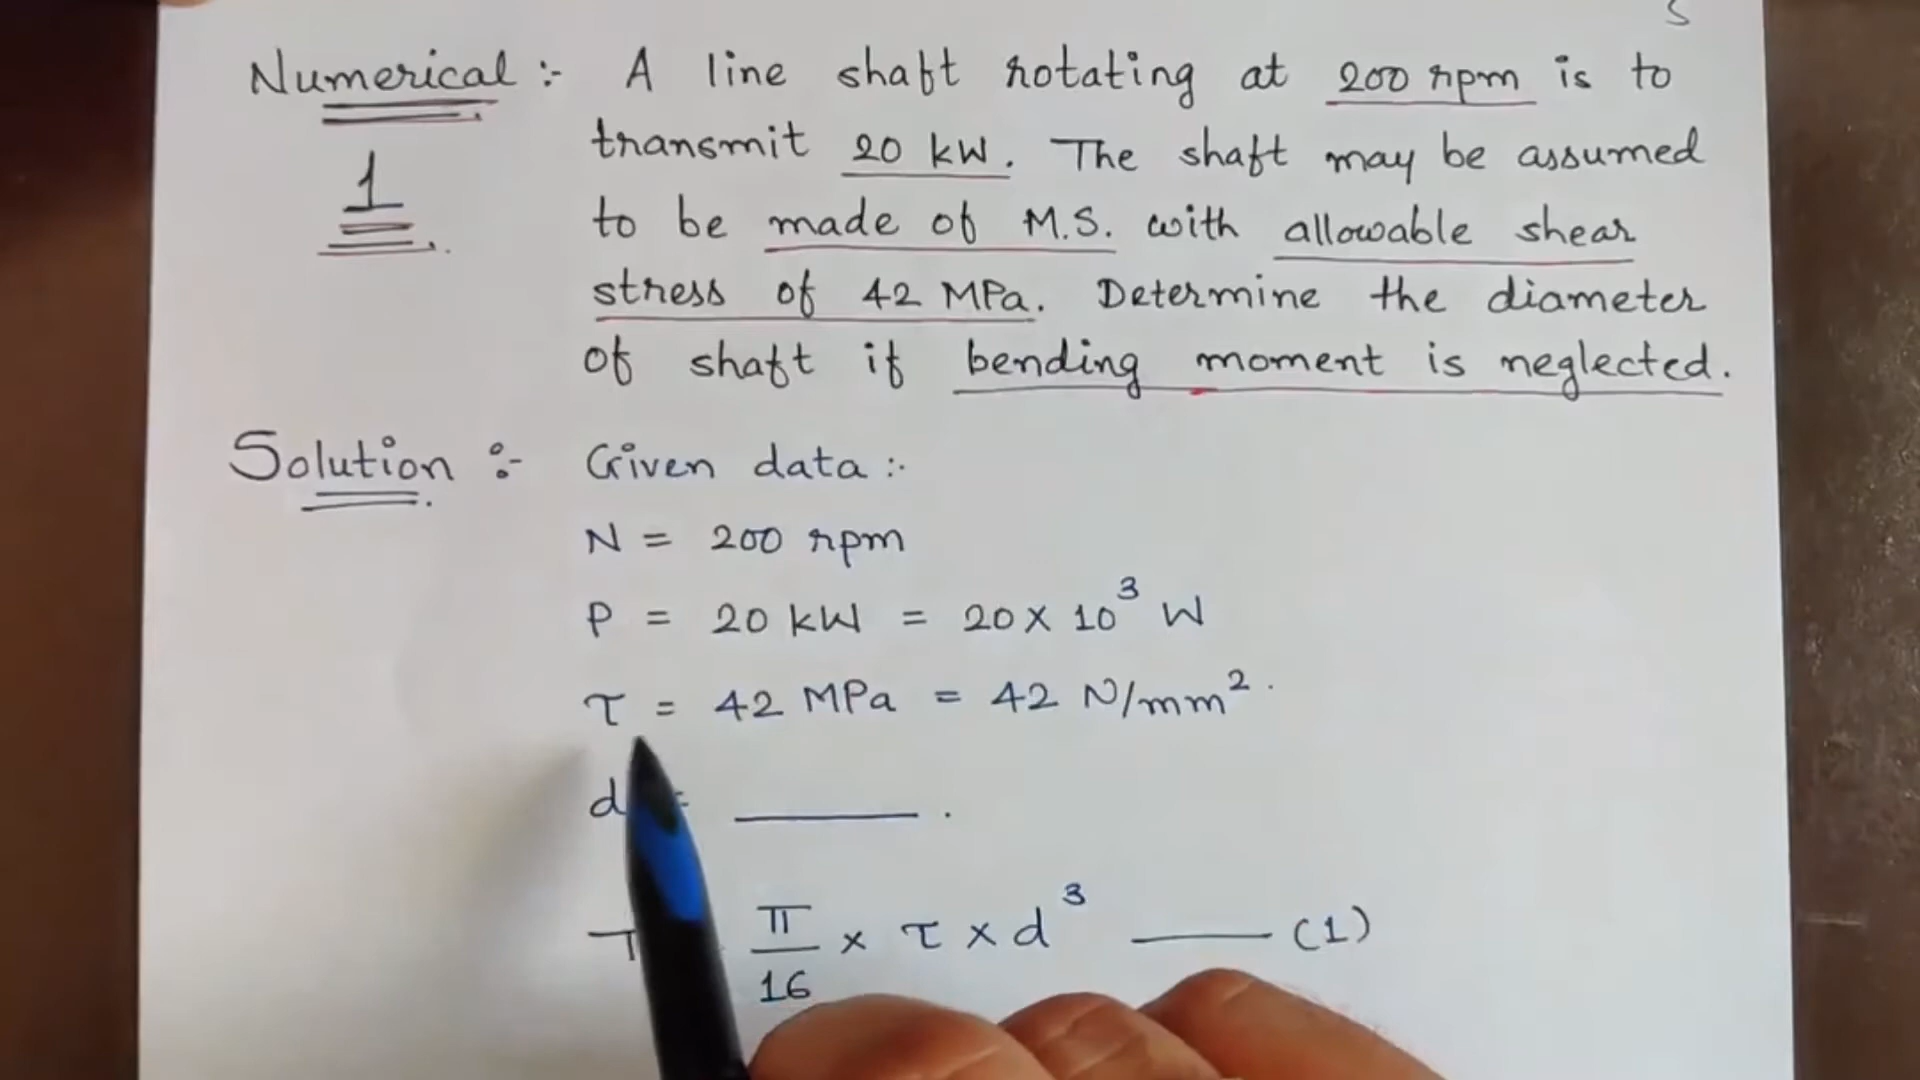 5
Numerical :- A line shaft rotating at 200 rpm is to
1
transmit 20 kW. The shaft may be assumed
to be made of M.S. with allowable shear
stress of 42 MPa. Determine the diameter
of shaft if bending moment is neglected.
Solution :- Given data :-
N = 200 rpm
P = 20 kW = 20 x 10³ W
τ = 42 MPa = 42 N/mm².
d = ______ .
T π/16 x τ x d³ —— (1)